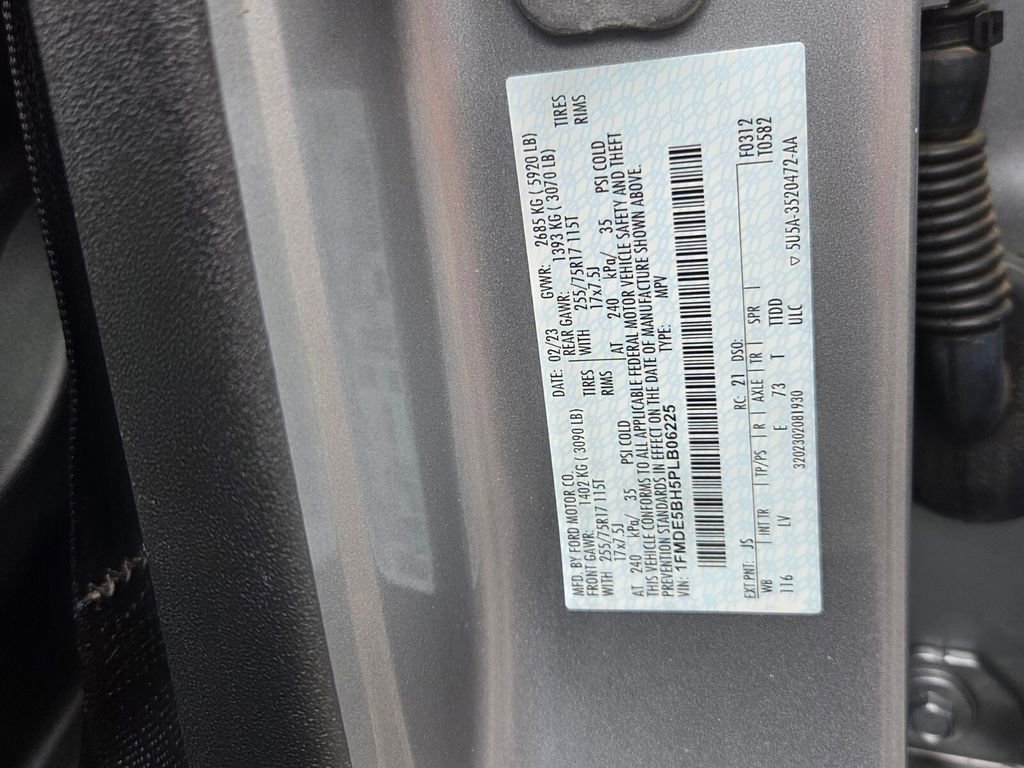 MFD. BY FORD MOTOR CO. DATE: 02/23 GVWR: 2685 KG ( 5920 LB)
FRONT GAWR: 1402 KG ( 3090 LB) REAR GAWR: 1393 KG ( 3070 LB)
WITH 255/75R17 115T TIRES WITH 255/75R17 115T TIRES
17x7.5J RIMS 17x7.5J RIMS
AT 240 kPa/ 35 PSI COLD AT 240 kPa/ 35 PSI COLD
THIS VEHICLE CONFORMS TO ALL APPLICABLE FEDERAL MOTOR VEHICLE SAFETY AND THEFT
PREVENTION STANDARDS IN EFFECT ON THE DATE OF MANUFACTURE SHOWN ABOVE.
VIN: 1FMDE5BH5PLB06225 TYPE: MPV
EXT PNT: JS RC: 21 DSO: F0312
WB INT TR TP/PS R AXLE TR SPR T0582
116 LV E 73 T TTDD
3202302081930 ULC ▽ 5U5A-3520472-AA